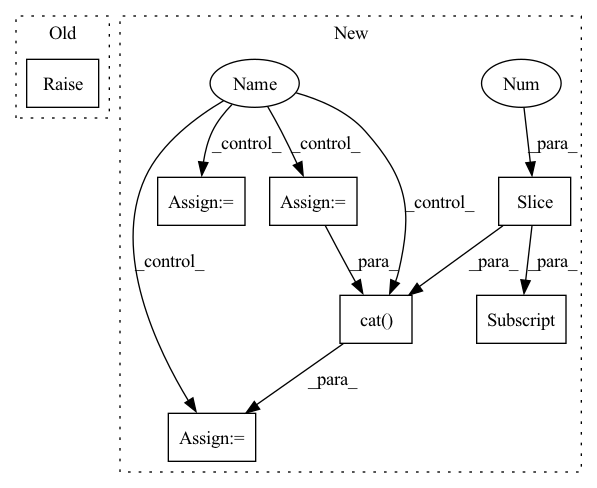 Old
New
Raise
Name
Num
_control_
_control_
_para_
Assign:=
Assign:=
Slice
_control_
_control_
_para_
_para_
_para_
cat()
Subscript
_para_
Assign:=